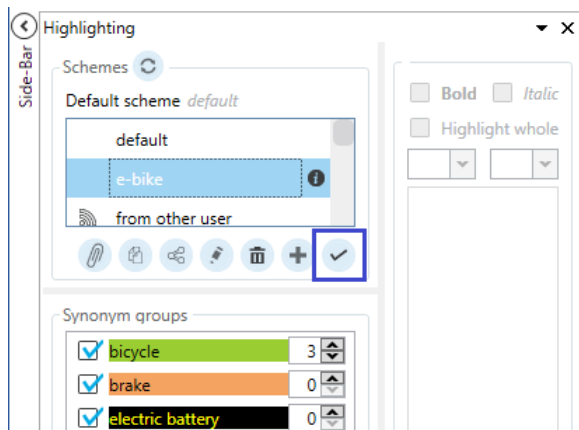 Highlighting
Side-Bar
Schemes
Default scheme default
default
e-bike
from other user
Bold Italic
Highlight whole
Synonym groups
bicycle 3
brake 0
electric battery 0